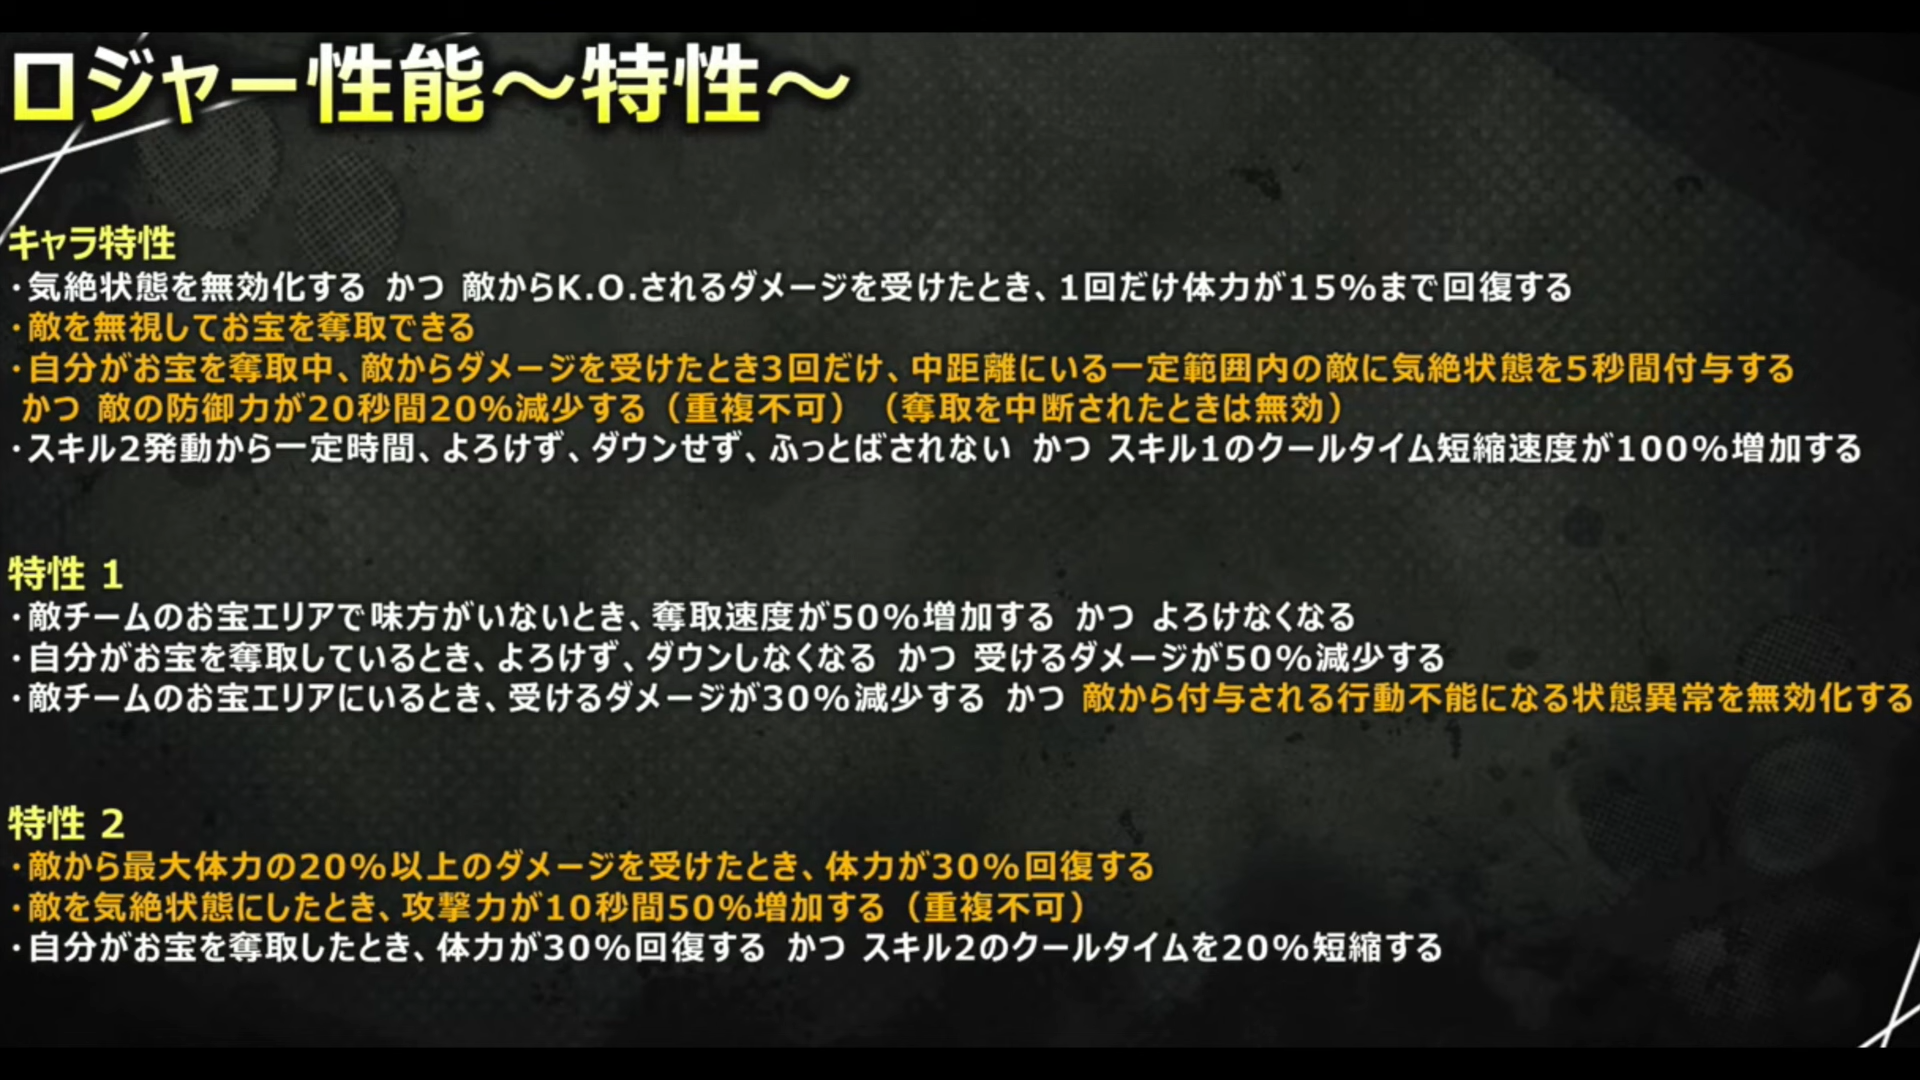 ロジャー性能～特性～
キャラ特性
・気絶状態を無効化する かつ 敵からK.O.されるダメージを受けたとき、1回だけ体力が15%まで回復する
・敵を無視してお宝を奪取できる
・自分がお宝を奪取中、敵からダメージを受けたとき3回だけ、中距離にいる一定範囲内の敵に気絶状態を5秒間付与する
かつ 敵の防御力が20秒間20%減少する（重複不可）（奪取を中断されたときは無効）
・スキル2発動から一定時間、よろけず、ダウンせず、ふっとばされない かつ スキル1のクールタイム短縮速度が100%増加する
特性 1
・敵チームのお宝エリアで味方がいないとき、奪取速度が50%増加する かつ よろけなくなる
・自分がお宝を奪取しているとき、よろけず、ダウンしなくなる かつ 受けるダメージが50%減少する
・敵チームのお宝エリアにいるとき、受けるダメージが30%減少する かつ 敵から付与される行動不能になる状態異常を無効化する
特性 2
・敵から最大体力の20%以上のダメージを受けたとき、体力が30%回復する
・敵を気絶状態にしたとき、攻撃力が10秒間50%増加する（重複不可）
・自分がお宝を奪取したとき、体力が30%回復する かつ スキル2のクールタイムを20%短縮する